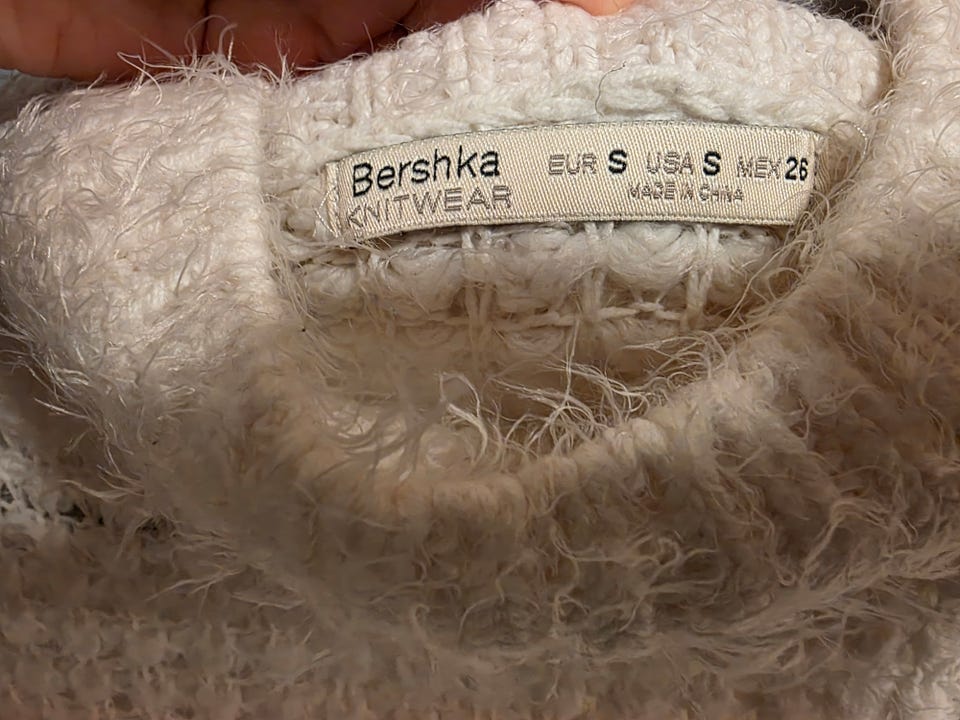 Bershka
KNITWEAR
EUR S USA S MEX 26
MADE IN CHINA